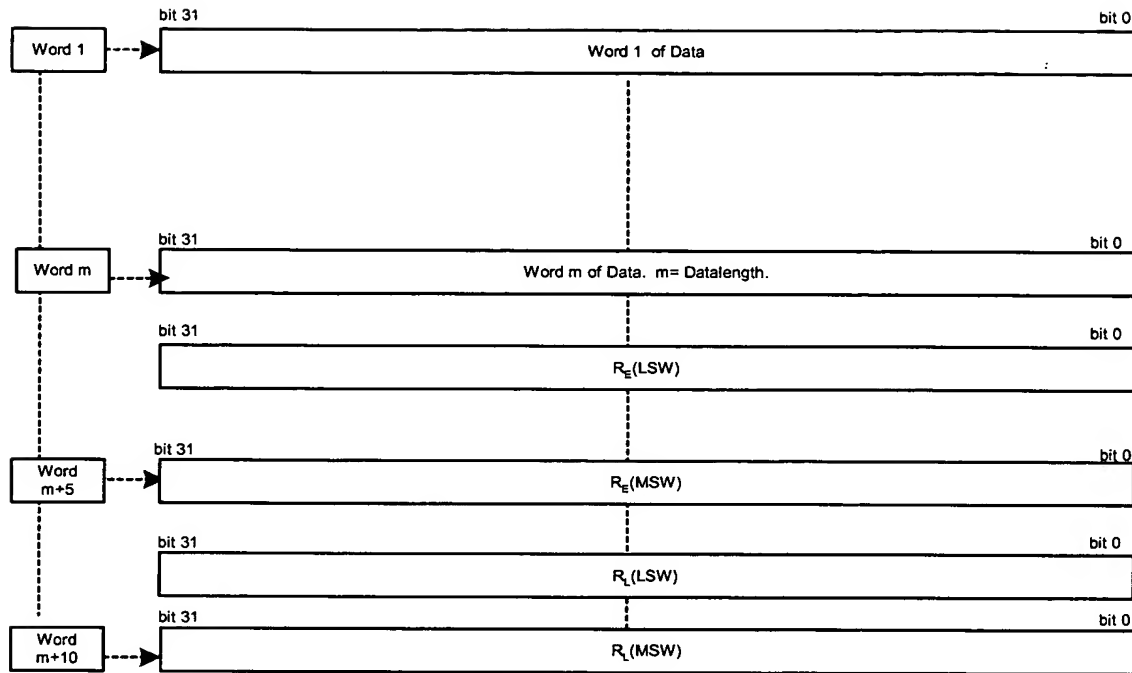 bit 31 bit 0
Word 1 Word 1 of Data
bit 31 bit 0
Word m Word m of Data. m= Datalength.
bit 31 bit 0
R_E(LSW)
bit 31 bit 0
Word
m+5
R_E(MSW)
bit 31 bit 0
R_L(LSW)
bit 31 bit 0
Word
m+10
R_L(MSW)